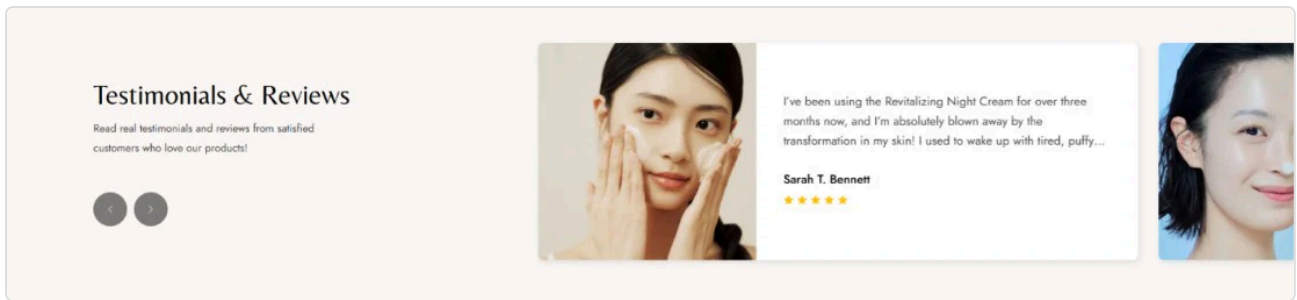 Testimonials & Reviews
Read real testimonials and reviews from satisfied
customers who love our products!
I've been using the Revitalizing Night Cream for over three
months now, and I'm absolutely blown away by the
transformation in my skin! I used to wake up with tired, puffy...
Sarah T. Bennett